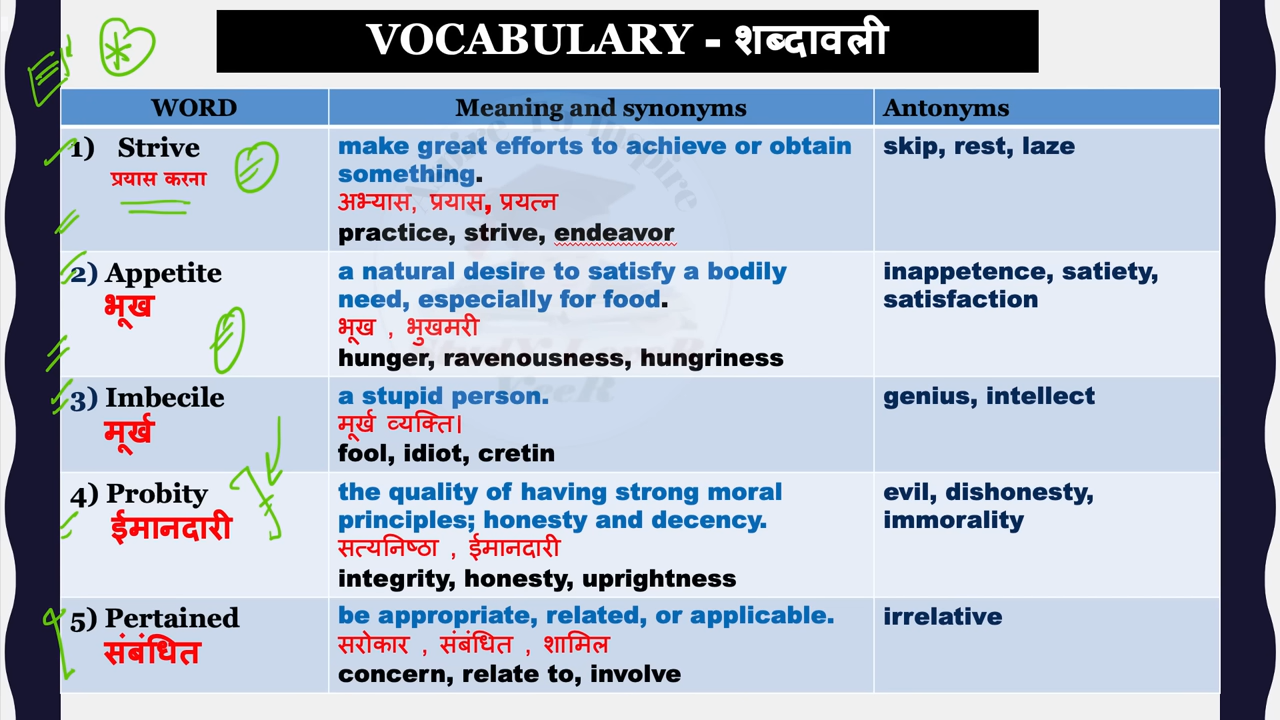 VOCABULARY - शब्दावली
WORD
Meaning and synonyms
Antonyms
1) Strive
प्रयास करना
make great efforts to achieve or obtain
something.
अभ्यास, प्रयास, प्रयत्न
practice, strive, endeavor
skip, rest, laze
2) Appetite
भूख
a natural desire to satisfy a bodily
need, especially for food.
भूख , भुखमरी
hunger, ravenousness, hungriness
inappetence, satiety,
satisfaction
3) Imbecile
मूर्ख
a stupid person.
मूर्ख व्यक्ति।
fool, idiot, cretin
genius, intellect
4) Probity
ईमानदारी
the quality of having strong moral
principles; honesty and decency.
सत्यनिष्ठा , ईमानदारी
integrity, honesty, uprightness
evil, dishonesty,
immorality
5) Pertained
संबंधित
be appropriate, related, or applicable.
सरोकार , संबंधित , शामिल
concern, relate to, involve
irrelative